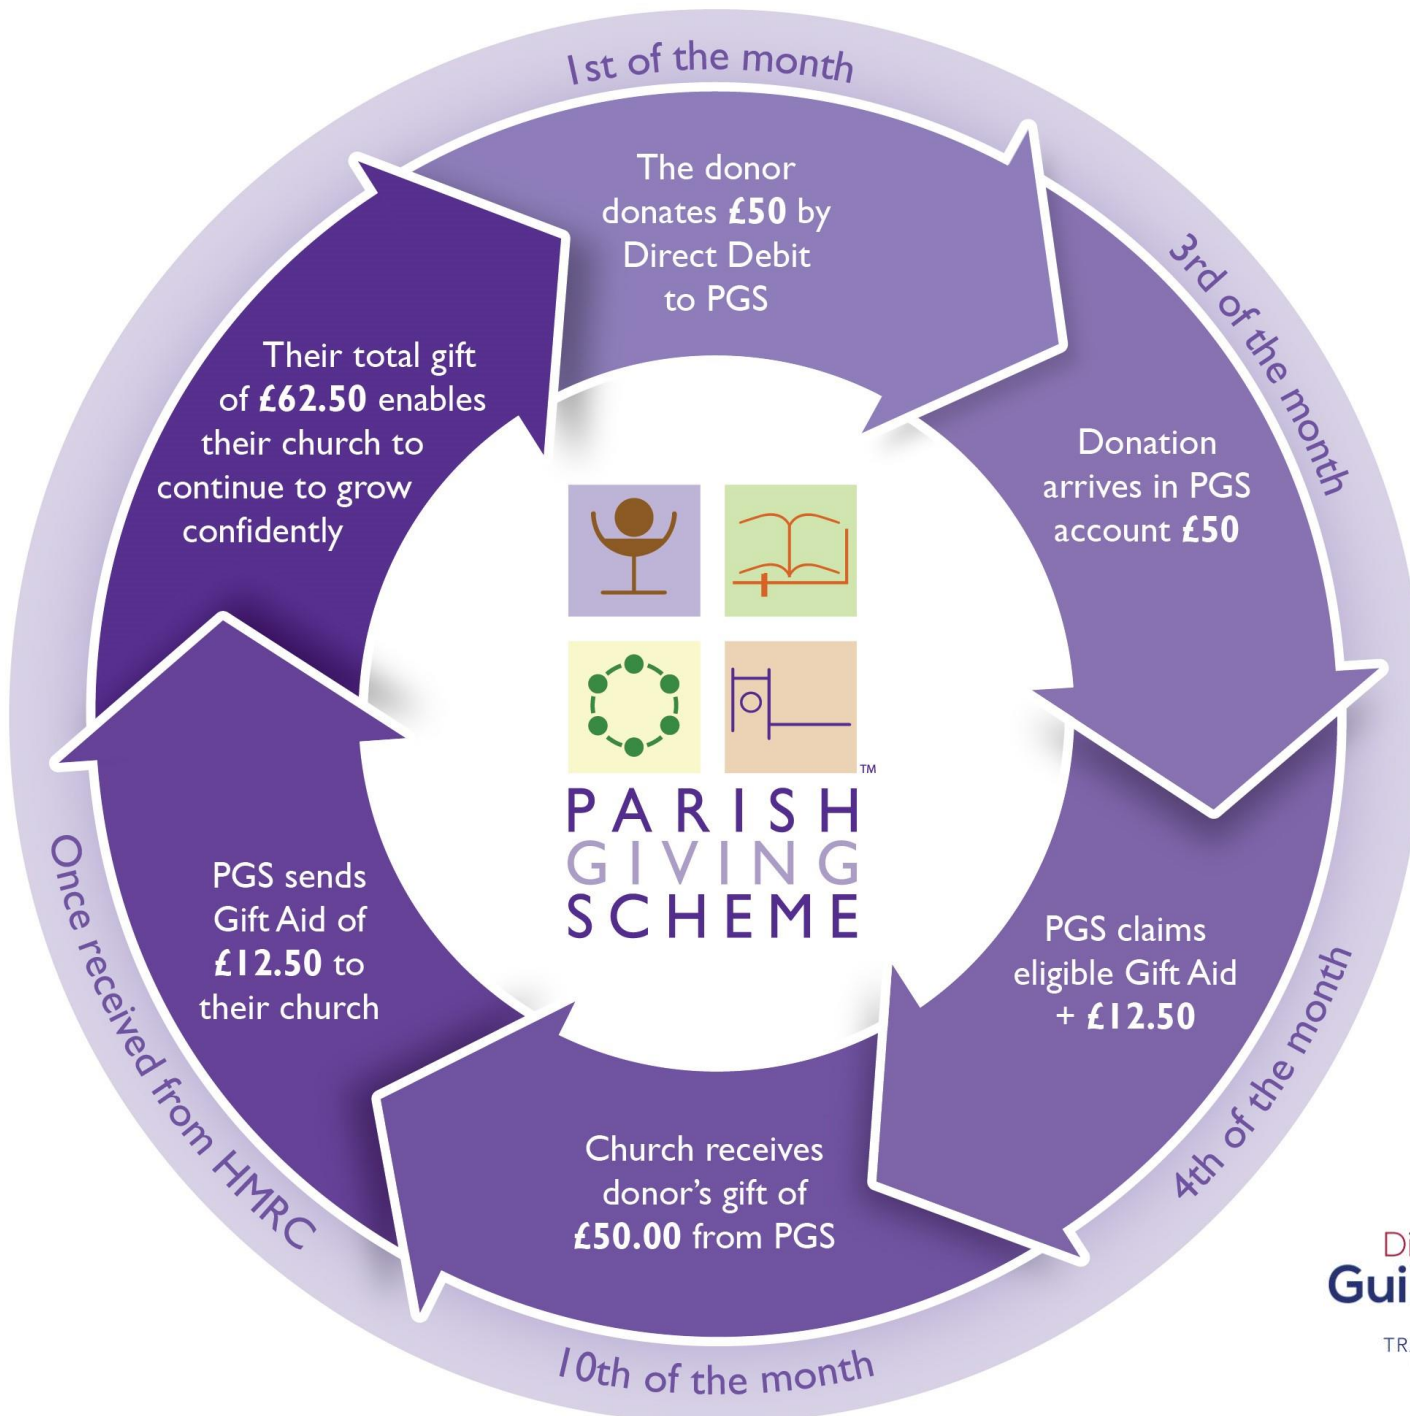 1st of the month
The donor
donates £50 by
Direct Debit
to PGS
3rd of the month
Donation
arrives in PGS
account £50
4th of the month
PGS claims
eligible Gift Aid
+ £12.50
10th of the month
Church receives
donor's gift of
£50.00 from PGS
Once received from HMRC
PGS sends
Gift Aid of
£12.50 to
their church
Their total gift
of £62.50 enables
their church to
continue to grow
confidently
TM
PARISH
GIVING
SCHEME